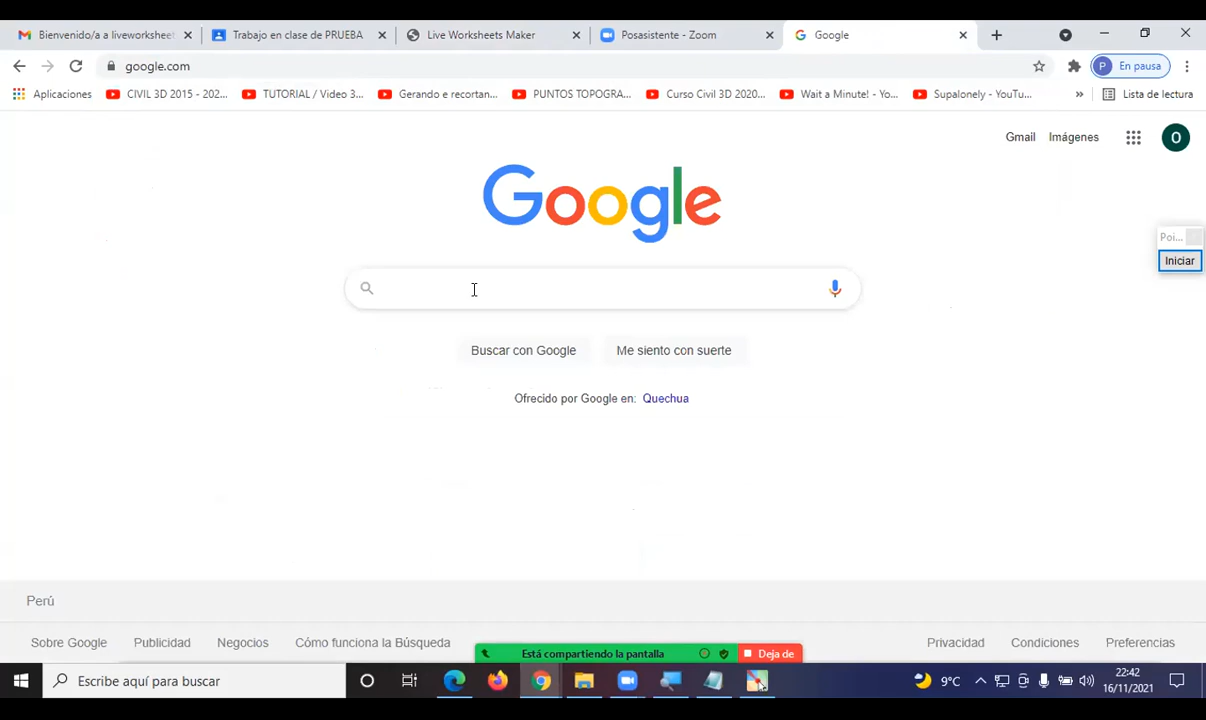 Bienvenido/a a liveworksheet
Trabajo en clase de PRUEBA
Live Worksheets Maker
Posasistente - Zoom
Google
google.com
En pausa
Aplicaciones
CIVIL 3D 2015 - 202...
TUTORIAL / Video 3...
Gerando e recortan...
PUNTOS TOPOGRA...
Curso Civil 3D 2020...
Wait a Minute! - Yo...
Supalonely - YouTu...
Lista de lectura
Gmail
Imágenes
O
Google
Poi...
Iniciar
Buscar con Google
Me siento con suerte
Ofrecido por Google en: Quechua
Perú
Sobre Google
Publicidad
Negocios
Cómo funciona la Búsqueda
Privacidad
Condiciones
Preferencias
Está compartiendo la pantalla
Deja de
Escribe aquí para buscar
9°C
22:42
16/11/2021